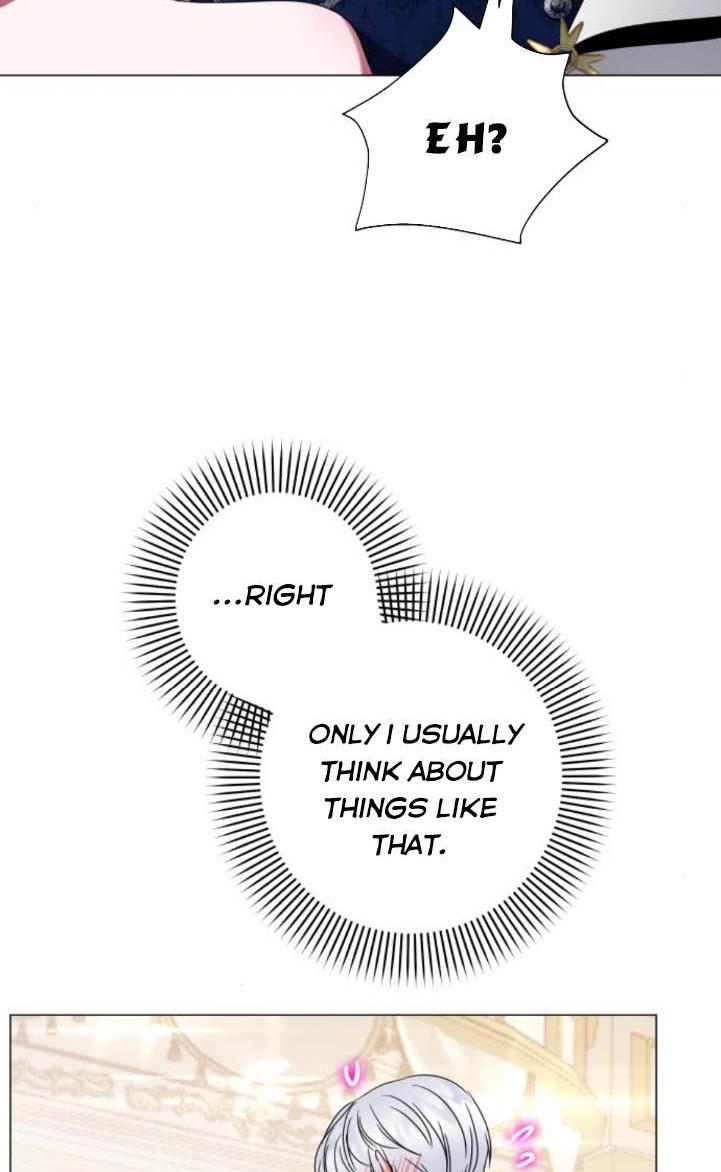 EH?
...RIGHT
ONLY I USUALLY
THINK ABOUT
THINGS LIKE
THAT.